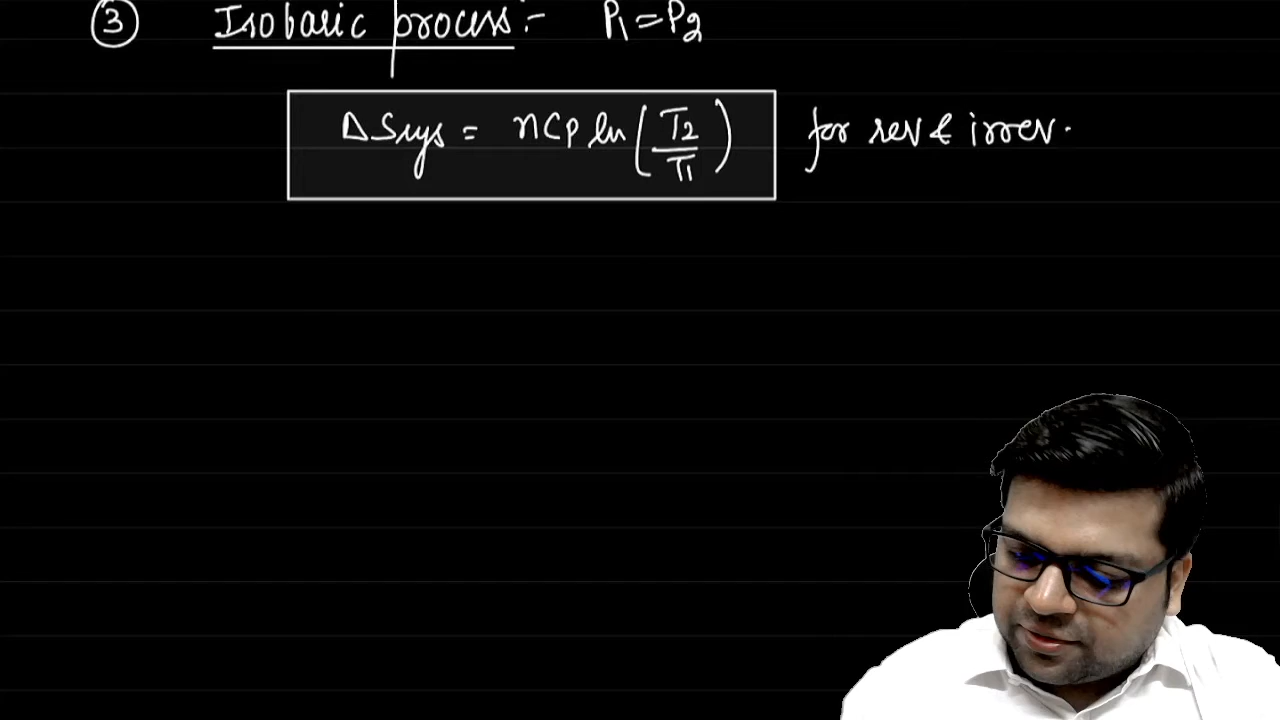 ③ Isobaric process:- P₁=P₂
ΔSsys = nCp ln(T₂/T₁) for rev & irrev.